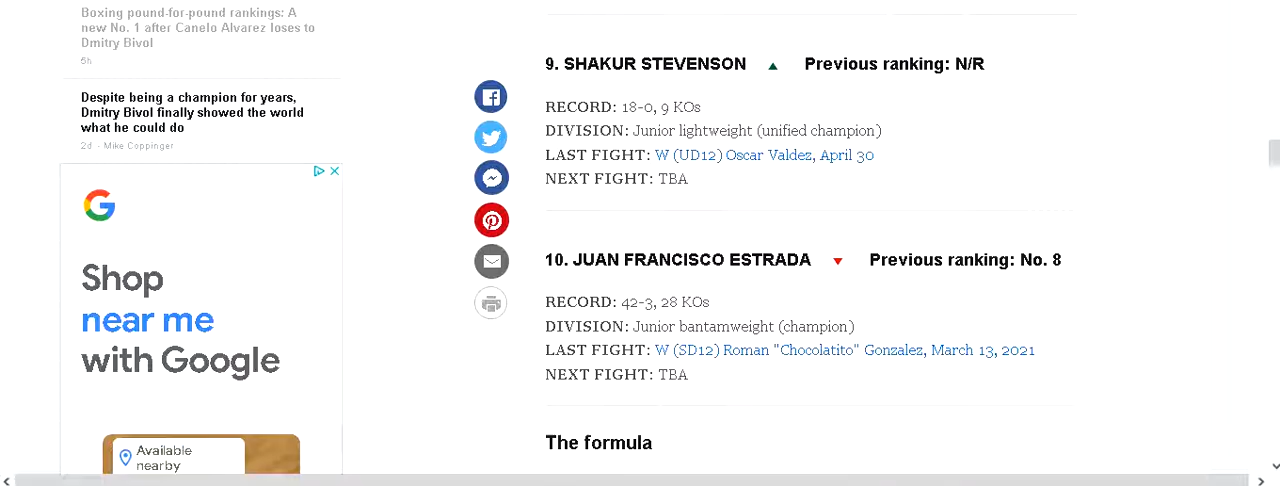 Boxing pound-for-pound rankings: A
new No. 1 after Canelo Alvarez loses to
Dmitry Bivol
5h
Despite being a champion for years,
Dmitry Bivol finally showed the world
what he could do
2d - Mike Coppinger
Shop
near me
with Google
Available
nearby
9. SHAKUR STEVENSON ▲ Previous ranking: N/R
RECORD: 18-0, 9 KOs
DIVISION: Junior lightweight (unified champion)
LAST FIGHT: W (UD12) Oscar Valdez, April 30
NEXT FIGHT: TBA
10. JUAN FRANCISCO ESTRADA ▼ Previous ranking: No. 8
RECORD: 42-3, 28 KOs
DIVISION: Junior bantamweight (champion)
LAST FIGHT: W (SD12) Roman "Chocolatito" Gonzalez, March 13, 2021
NEXT FIGHT: TBA
The formula